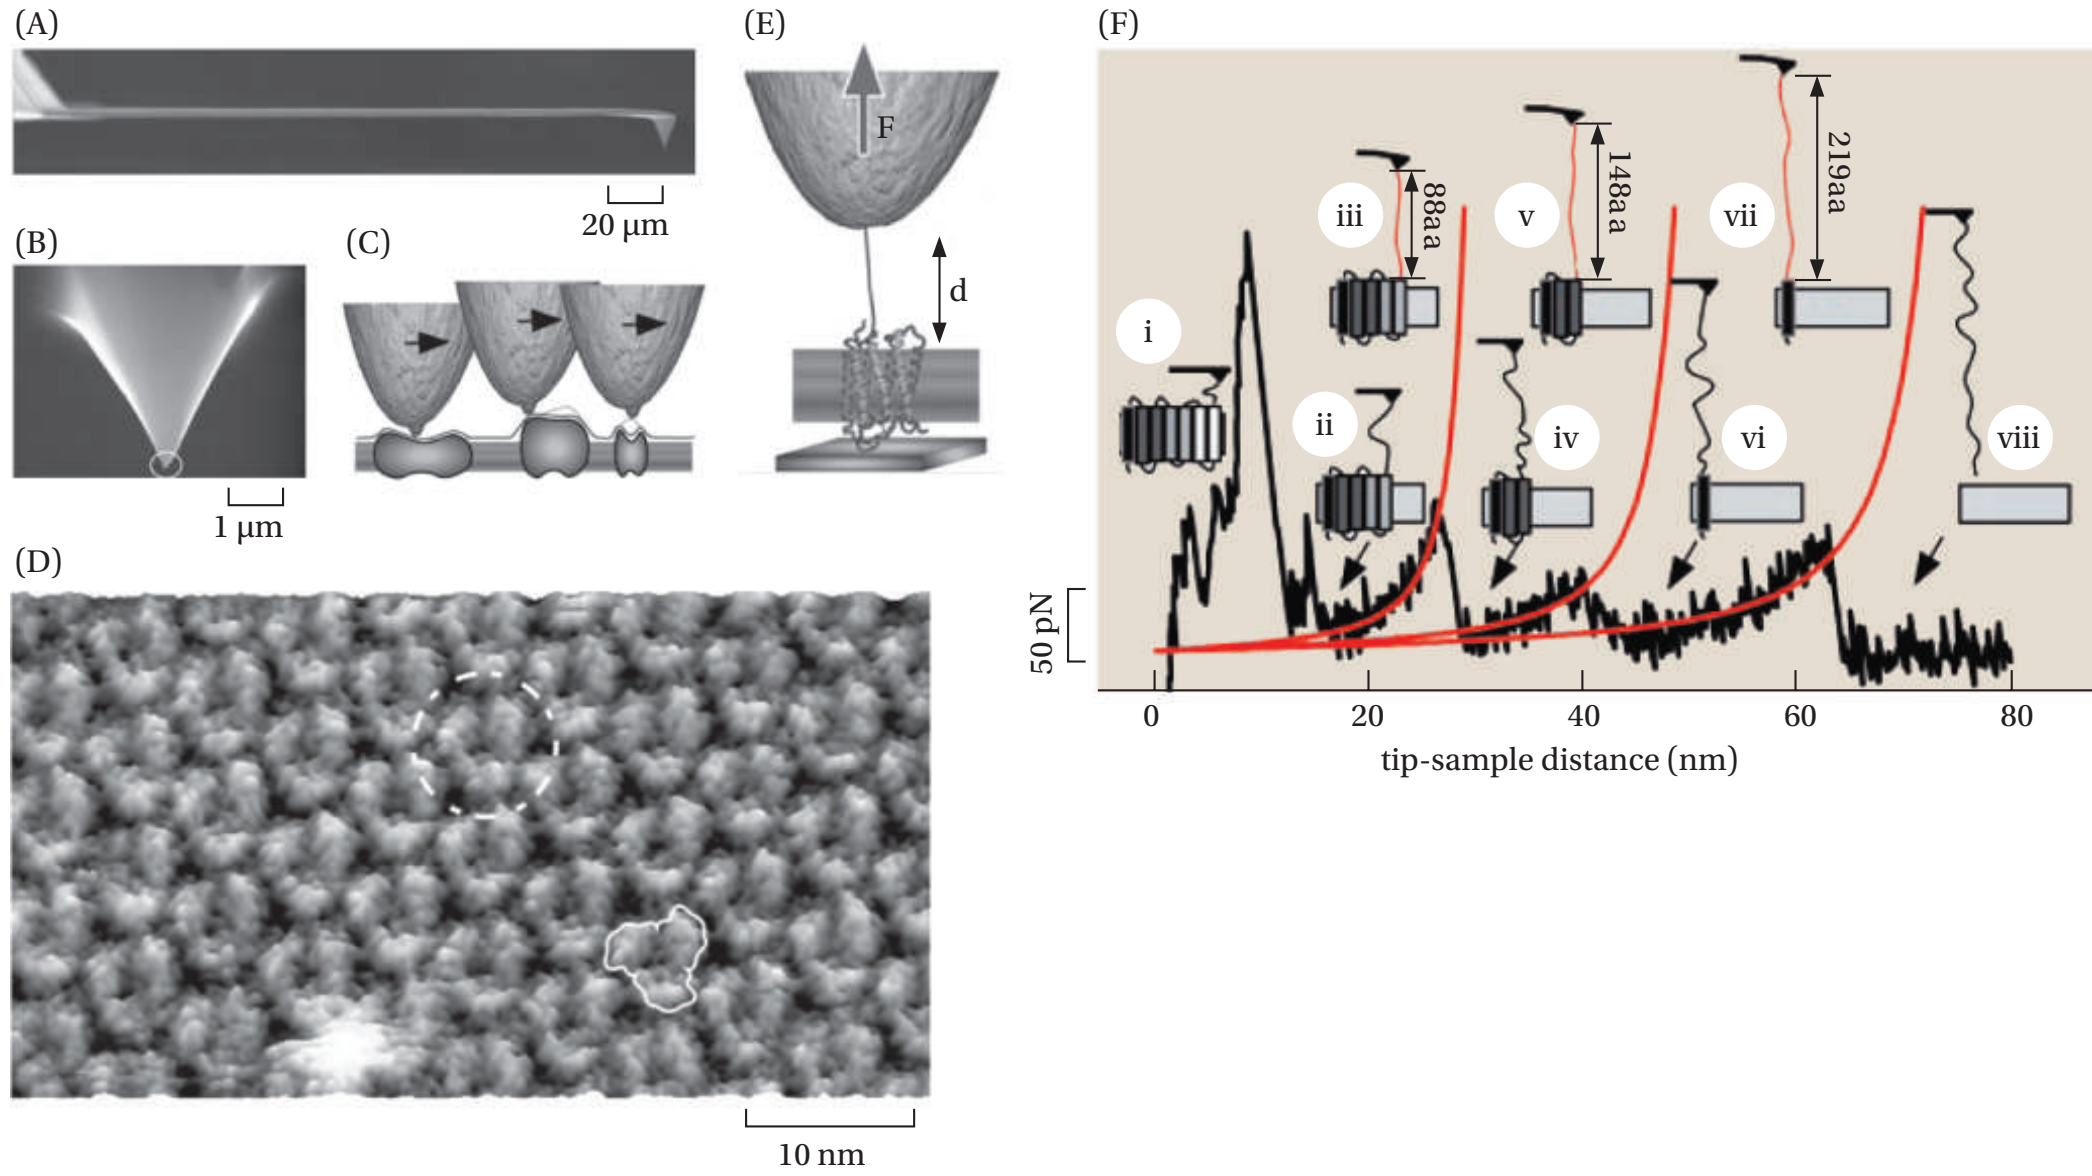 (A)
20 μm
(B)
1 μm
(C)
(D)
10 nm
(E)
F
d
(F)
i
ii
iii
88aa
iv
v
148aa
vi
vii
219aa
viii
50 pN
0 20 40 60 80
tip-sample distance (nm)